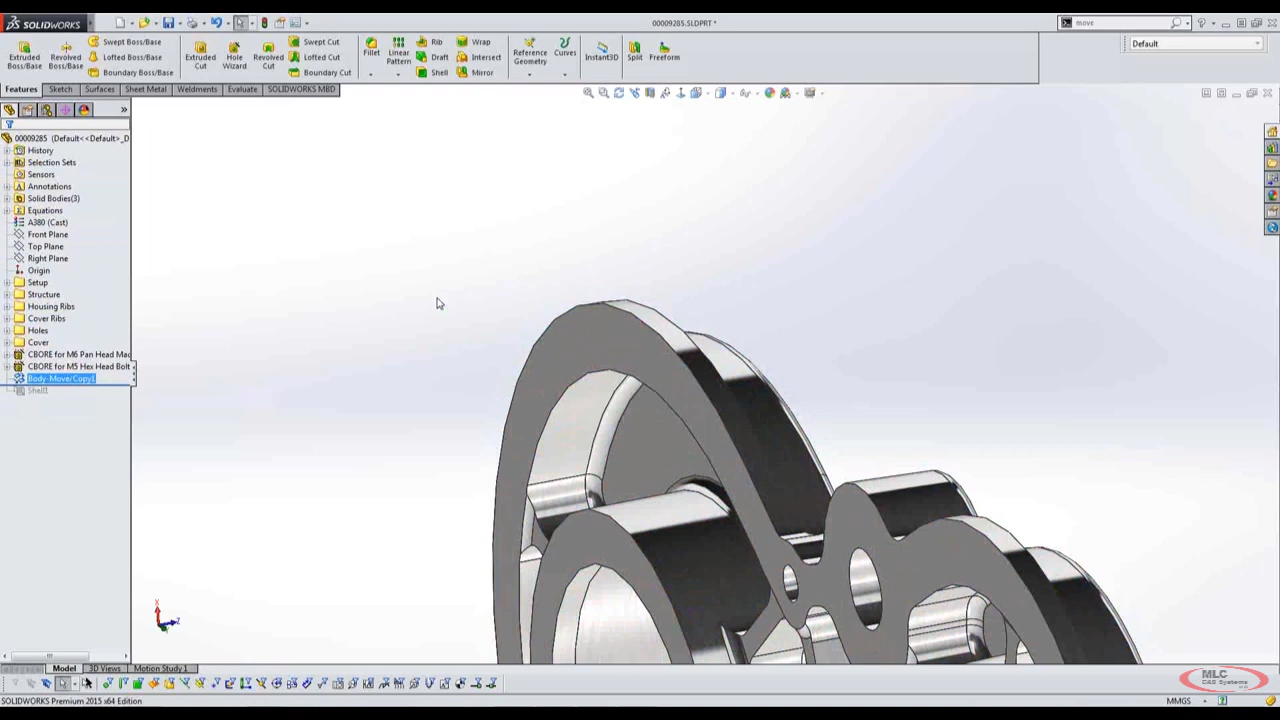 SOLIDWORKS
00009285.SLDPRT *
move
Extruded Boss/Base
Revolved Boss/Base
Swept Boss/Base
Lofted Boss/Base
Boundary Boss/Base
Extruded Cut
Hole Wizard
Revolved Cut
Swept Cut
Lofted Cut
Boundary Cut
Fillet
Linear Pattern
Rib
Draft
Shell
Wrap
Intersect
Mirror
Reference Geometry
Curves
Instant3D
Split
Freeform
Default
Features
Sketch
Surfaces
Sheet Metal
Weldments
Evaluate
SOLIDWORKS MBD
00009285 (Default<<Default>_D
History
Selection Sets
Sensors
Annotations
Solid Bodies(3)
Equations
A380 (Cast)
Front Plane
Top Plane
Right Plane
Origin
Setup
Structure
Housing Ribs
Cover Ribs
Holes
Cover
CBORE for M6 Pan Head Mac
CBORE for M5 Hex Head Bolt
Body-Move/Copy1
Shell1
X
Z
Model
3D Views
Motion Study 1
MLC
CAD Systems
SOLIDWORKS Premium 2015 x64 Edition
MMGS